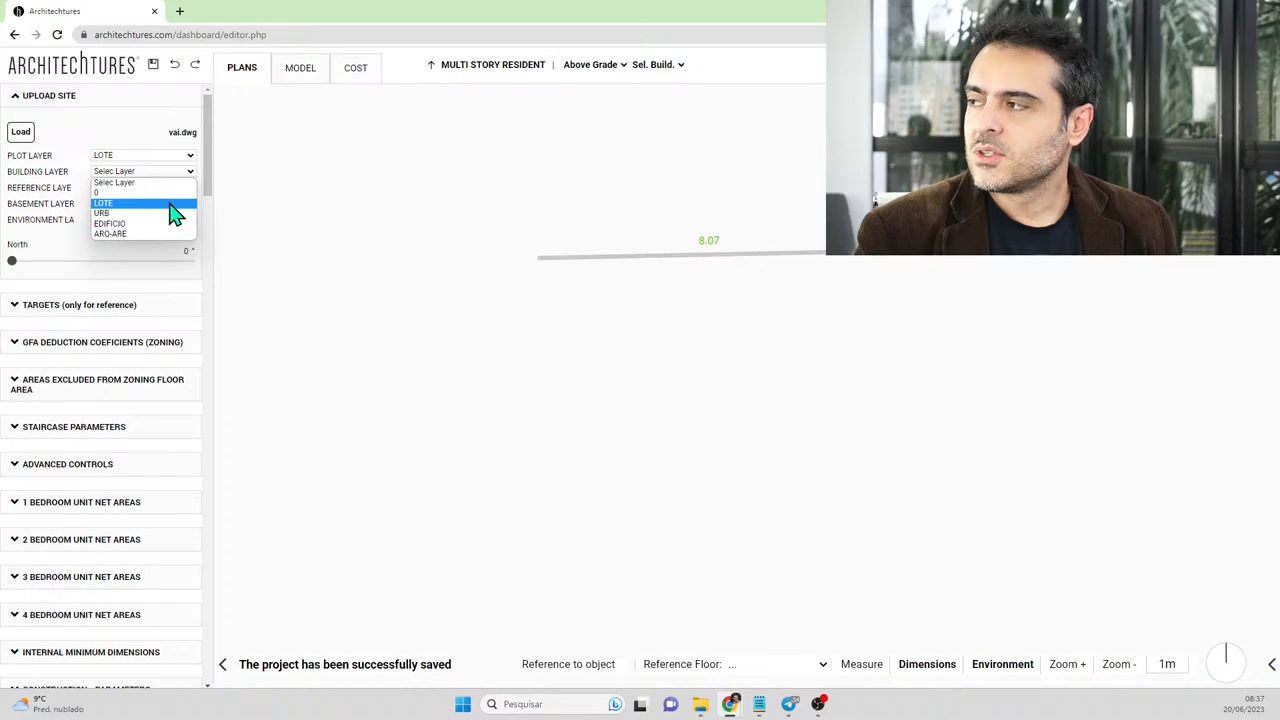 Architechtures
architechtures.com/dashboard/editor.php
ARCHITECHTURES
PLANS
MODEL
COST
MULTI STORY RESIDENT
Above Grade
Sel. Build.
UPLOAD SITE
Load
vai.dwg
PLOT LAYER
LOTE
BUILDING LAYER
Selec Layer
REFERENCE LAYE
BASEMENT LAYER
ENVIRONMENT LA
Selec Layer
0
LOTE
URB
EDIFICIO
ARQ-ARE
North
0 °
TARGETS (only for reference)
GFA DEDUCTION COEFICIENTS (ZONING)
AREAS EXCLUDED FROM ZONING FLOOR
AREA
STAIRCASE PARAMETERS
ADVANCED CONTROLS
1 BEDROOM UNIT NET AREAS
2 BEDROOM UNIT NET AREAS
3 BEDROOM UNIT NET AREAS
4 BEDROOM UNIT NET AREAS
INTERNAL MINIMUM DIMENSIONS
8.07
The project has been successfully saved
Reference to object
Reference Floor: ...
Measure
Dimensions
Environment
Zoom +
Zoom -
1m
9°C
Pred. nublado
Pesquisar
08:37
20/06/2023